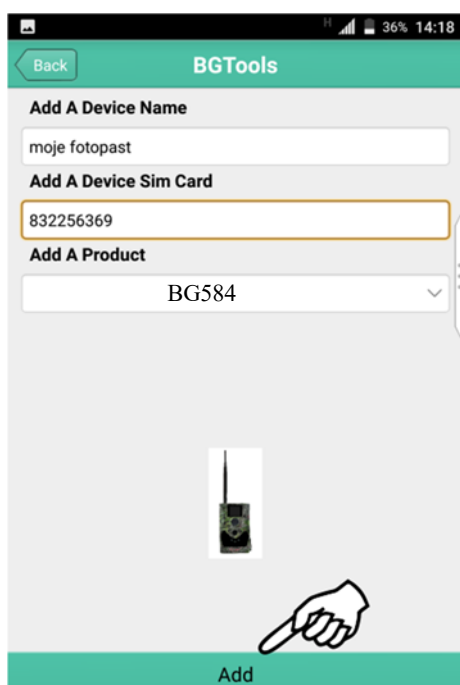 H 36% 14:18
Back
BGTools
Add A Device Name
moje fotopast
Add A Device Sim Card
832256369
Add A Product
BG584
Add